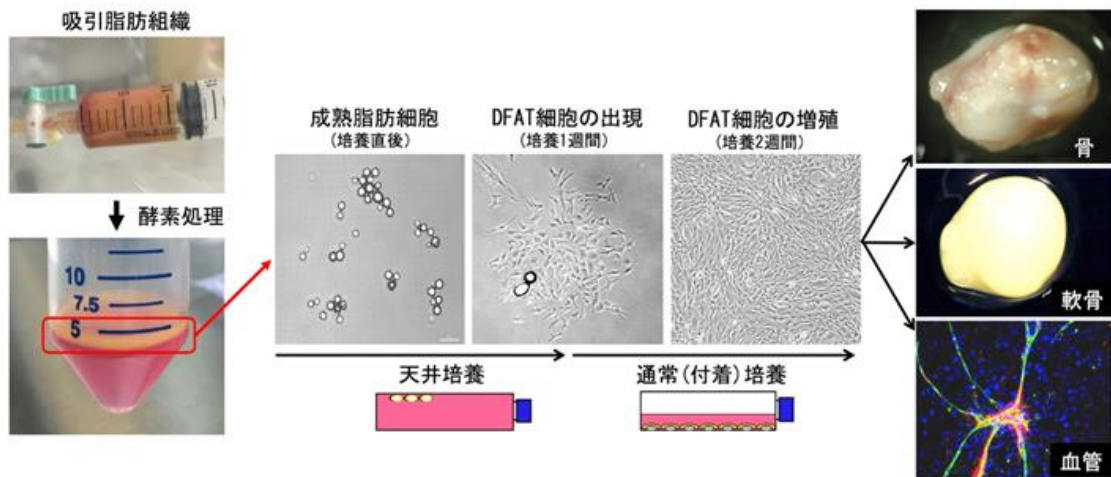 吸引脂肪組織
酵素処理
10
7.5
5
成熟脂肪細胞
(培養直後)
DFAT細胞の出現
(培養1週間)
DFAT細胞の増殖
(培養2週間)
天井培養
通常(付着)培養
骨
軟骨
血管